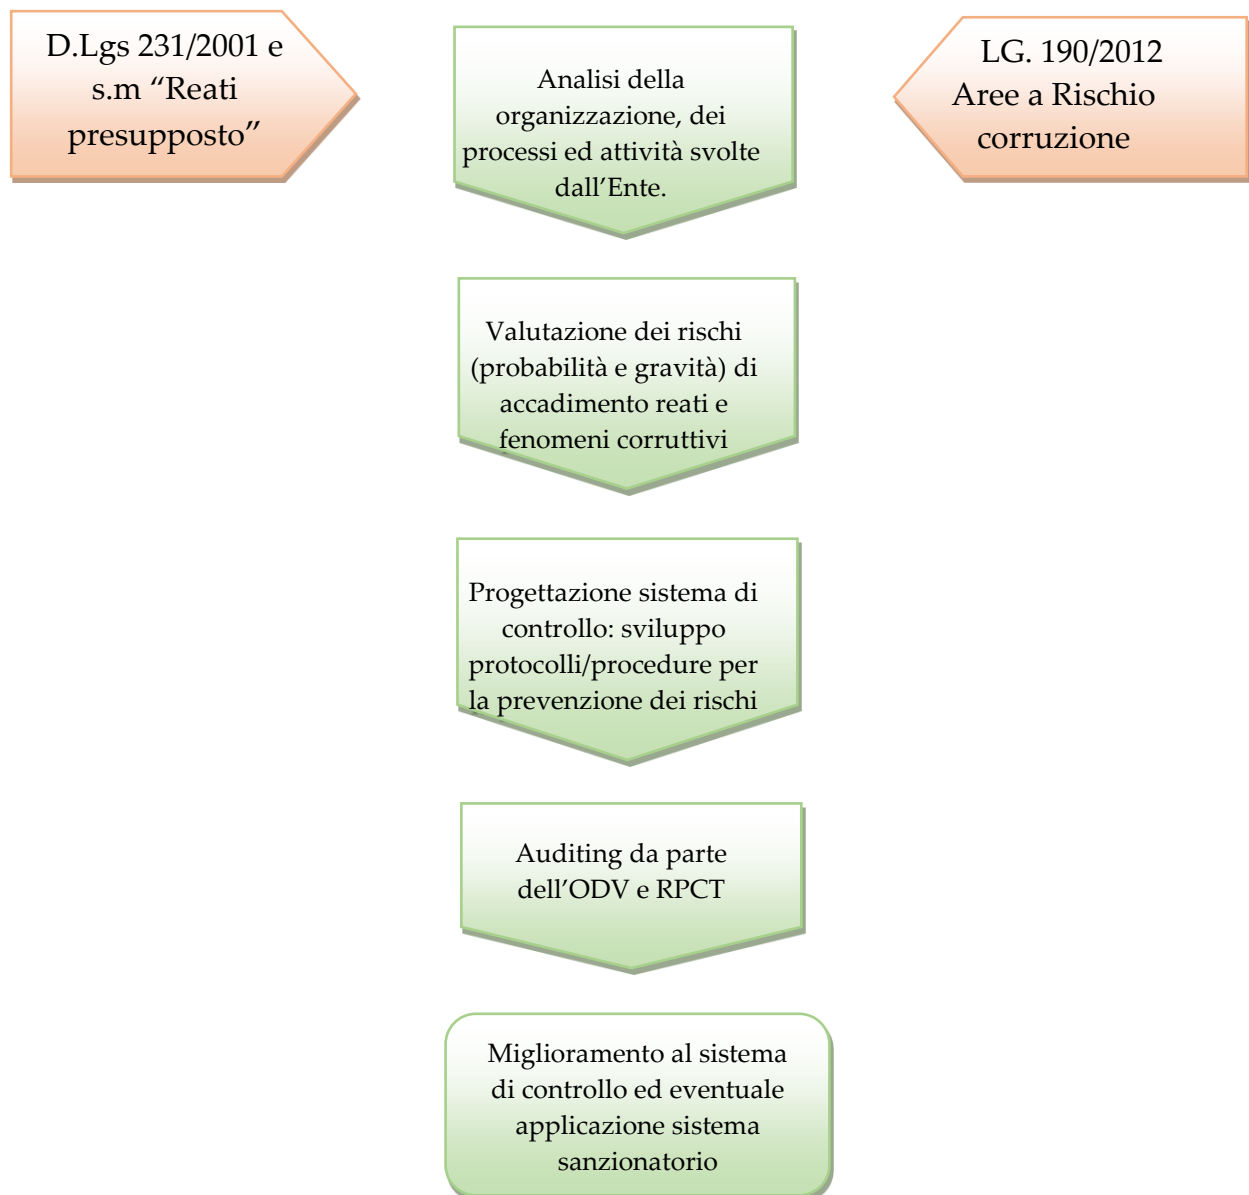 D.Lgs 231/2001 e
s.m “Reati
presupposto”
Analisi della
organizzazione, dei
processi ed attività svolte
dall’Ente.
LG. 190/2012
Aree a Rischio
corruzione
Valutazione dei rischi
(probabilità e gravità) di
accadimento reati e
fenomeni corruttivi
Progettazione sistema di
controllo: sviluppo
protocolli/procedure per
la prevenzione dei rischi
Auditing da parte
dell’ODV e RPCT
Miglioramento al sistema
di controllo ed eventuale
applicazione sistema
sanzionatorio